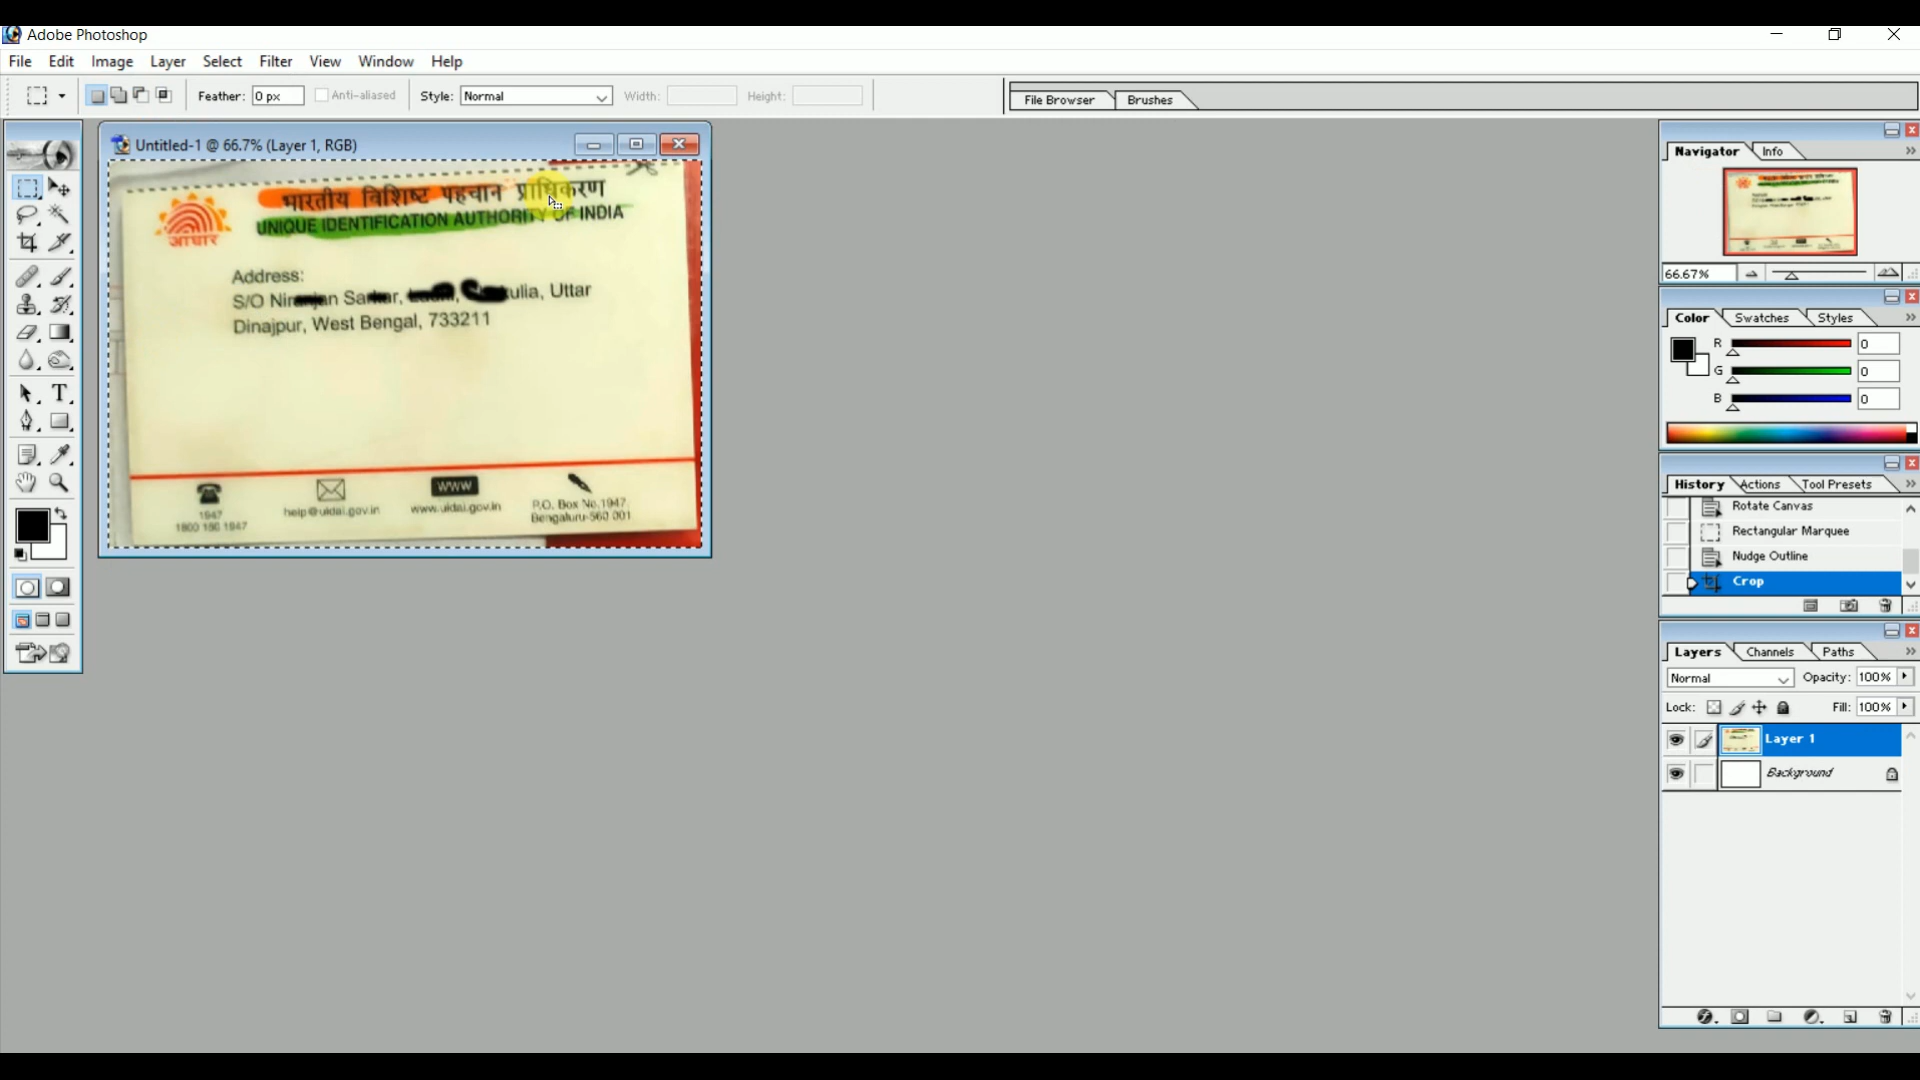 Adobe Photoshop
File Edit Image Layer Select Filter View Window Help
Feather: 0 px Anti-aliased Style: Normal Width: Height:
File Browser Brushes
Untitled-1 @ 66.7% (Layer 1, RGB)
भारतीय विशिष्ट पहचान प्राधिकरण
UNIQUE IDENTIFICATION AUTHORITY OF INDIA
आधार
Address:
S/O Uttar
Dinajpur, West Bengal, 733211
WWW
1947
1800 180 1947
help@uidai.gov.in
www.uidai.gov.in
P.O. Box No.1947,
Bengaluru-560 001
Navigator Info
66.67%
Color Swatches Styles
R 0
G 0
B 0
History Actions Tool Presets
Rotate Canvas
Rectangular Marquee
Nudge Outline
Crop
Layers Channels Paths
Normal Opacity: 100%
Lock: Fill: 100%
Layer 1
Background
T